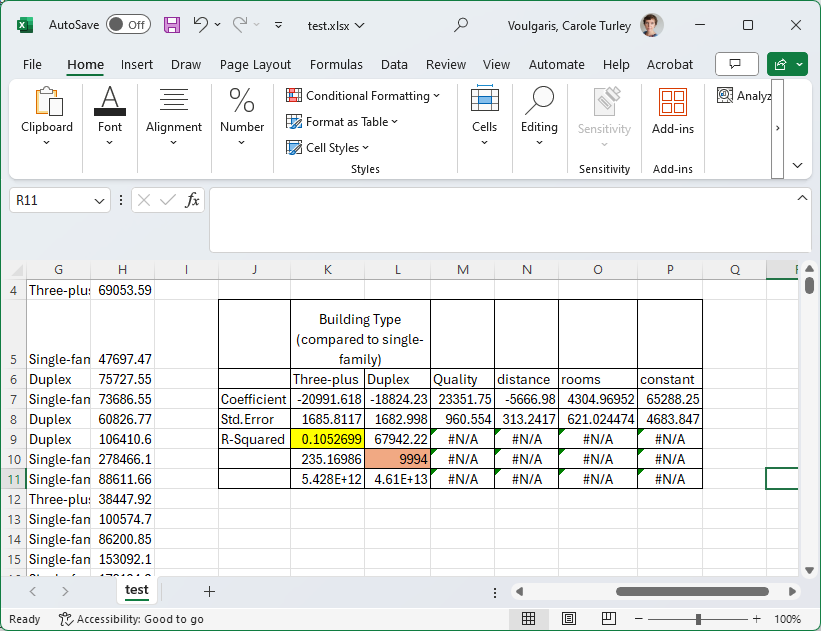 AutoSave Off test.xlsx Voulgaris, Carole Turley
File Home Insert Draw Page Layout Formulas Data Review View Automate Help Acrobat
Clipboard Font Alignment Number Conditional Formatting Format as Table Cell Styles Cells Editing Sensitivity Add-ins Analyz
Styles Sensitivity Add-ins
R11 fx
G H I J K L M N O P Q
4 Three-plus 69053.59
Building Type
(compared to single-
family)
5 Single-fam 47697.47
6 Duplex 75727.55 Three-plus Duplex Quality distance rooms constant
7 Single-fam 73686.55 Coefficient -20991.618 -18824.23 23351.75 -5666.98 4304.96952 65288.25
8 Duplex 60826.77 Std.Error 1685.8117 1682.998 960.554 313.2417 621.024474 4683.847
9 Duplex 106410.6 R-Squared 0.1052699 67942.22 #N/A #N/A #N/A #N/A
10 Single-fam 278466.1 235.16986 9994 #N/A #N/A #N/A #N/A
11 Single-fam 88611.66 5.428E+12 4.61E+13 #N/A #N/A #N/A #N/A
12 Three-plus 38447.92
13 Single-fam 100574.7
14 Single-fam 86200.85
15 Single-fam 153092.1
test
Ready Accessibility: Good to go 100%